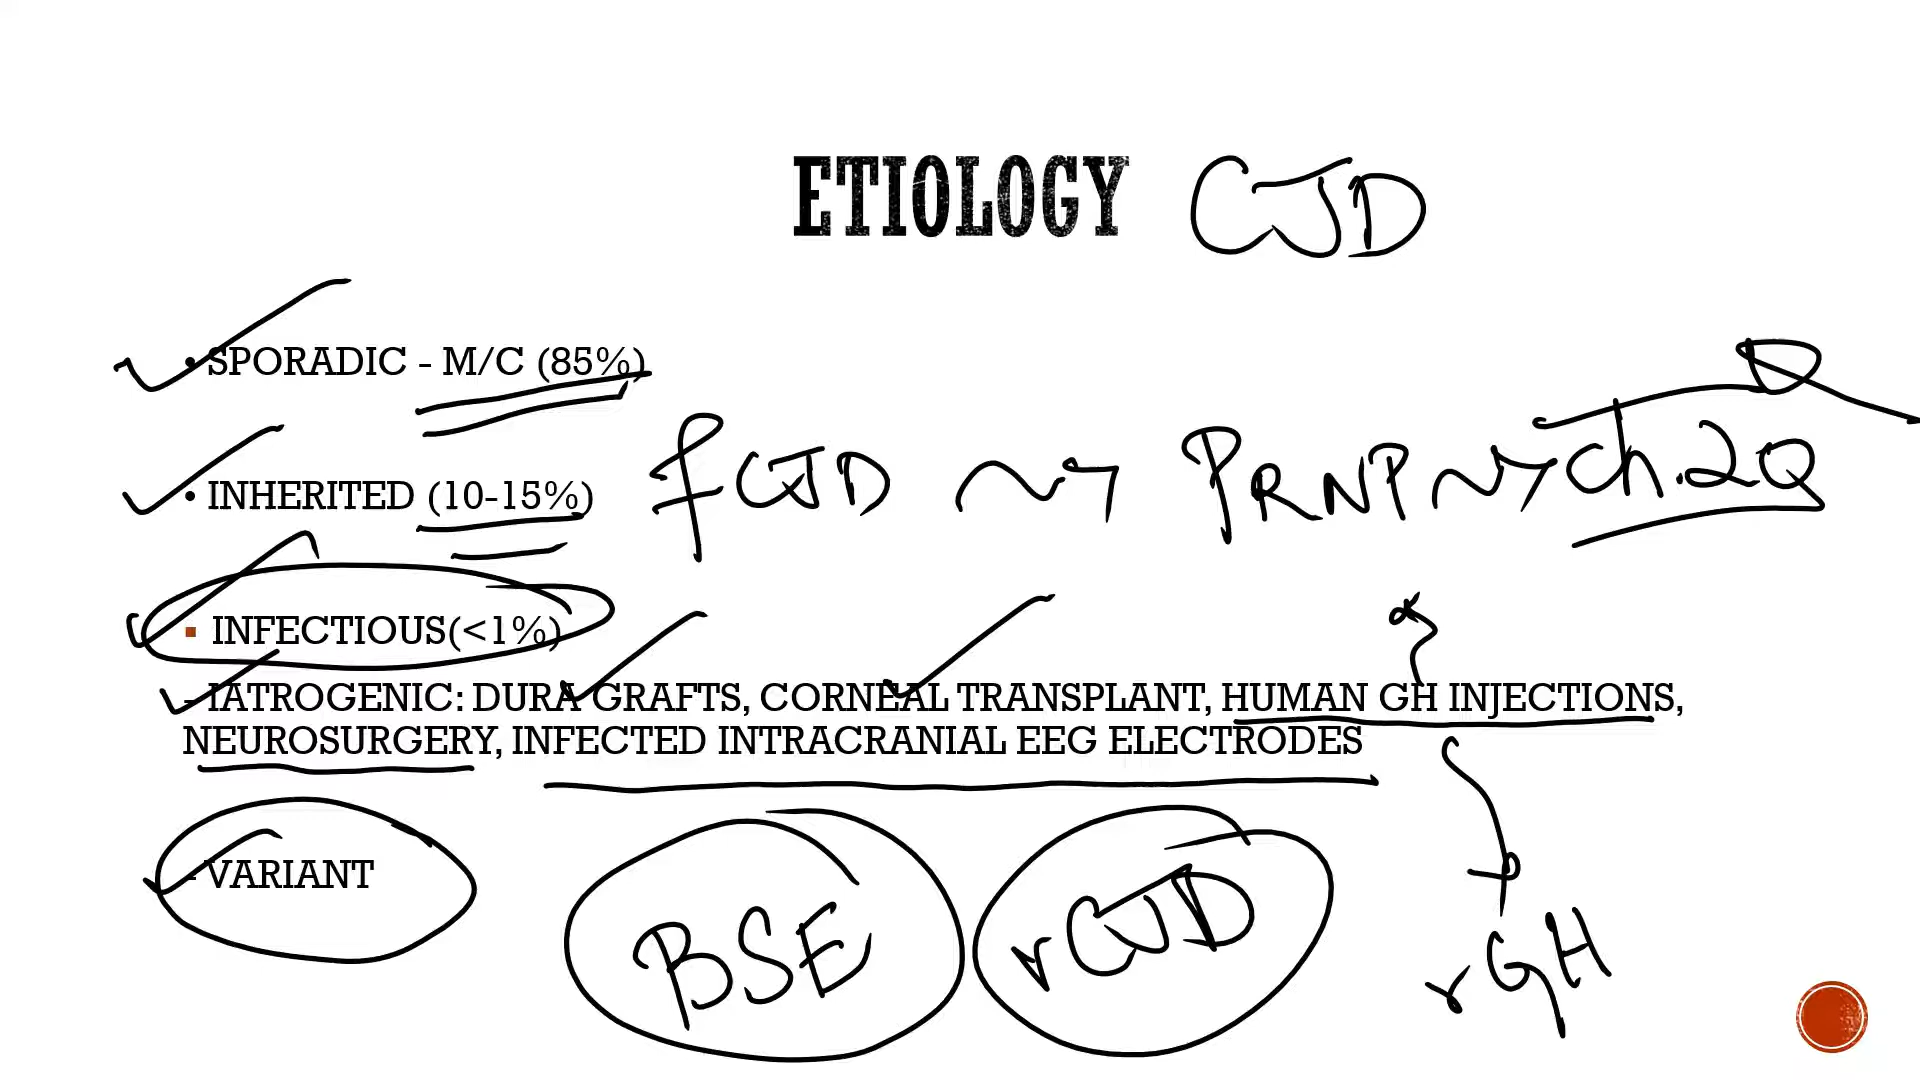 ETIOLOGY CJD
• SPORADIC - M/C (85%)
• INHERITED (10-15%) fCJD PRNP ch.20
▪ INFECTIOUS(<1%)
- IATROGENIC: DURA GRAFTS, CORNEAL TRANSPLANT, HUMAN GH INJECTIONS,
NEUROSURGERY, INFECTED INTRACRANIAL EEG ELECTRODES
- VARIANT
BSE vCJD rGH